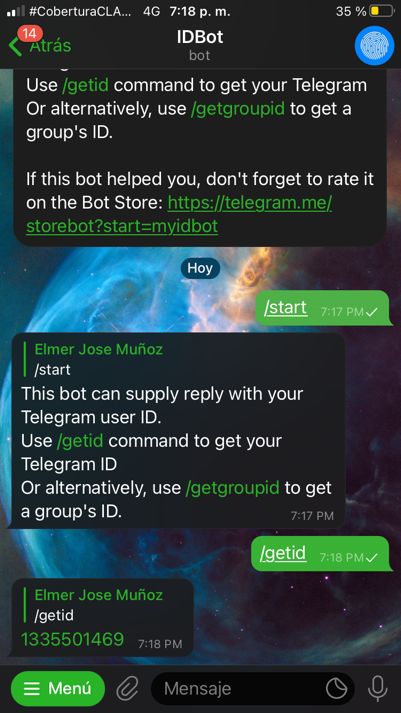 #CoberturaCLA... 4G 7:18 p. m. 35 %
14
Atrás
IDBot
bot
Use /getid command to get your Telegram
Or alternatively, use /getgroupid to get a
group's ID.
If this bot helped you, don't forget to rate it
on the Bot Store: https://telegram.me/
storebot?start=myidbot
Hoy
/start 7:17 PM
Elmer Jose Muñoz
/start
This bot can supply reply with your
Telegram user ID.
Use /getid command to get your
Telegram ID
Or alternatively, use /getgroupid to get
a group's ID.
7:17 PM
/getid 7:18 PM
Elmer Jose Muñoz
/getid
1335501469 7:18 PM
Menú
Mensaje